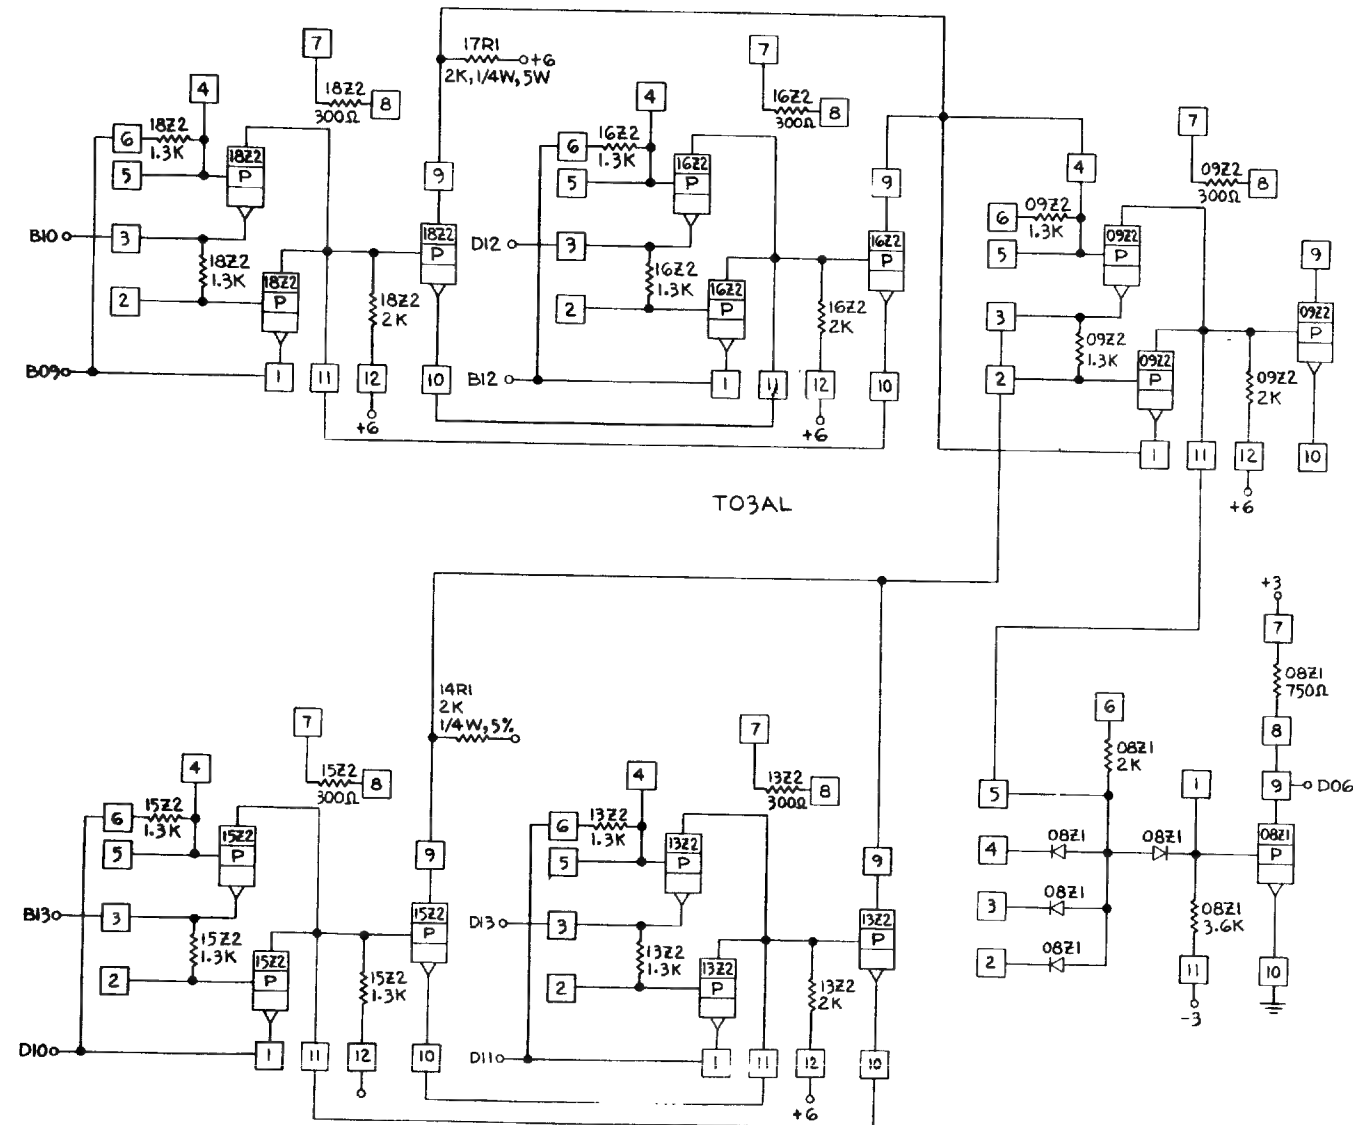 7
17R1
+6
2K, 1/4W, 5W
4
18Z2
300Ω
8
6
18Z2
1.3K
5
18Z2
P
9
B10
3
18Z2
P
18Z2
1.3K
2
18Z2
P
18Z2
2K
B09
1
11
12
10
+6
7
4
16Z2
300Ω
8
6
16Z2
1.3K
5
16Z2
P
9
D12
3
16Z2
P
16Z2
1.3K
2
16Z2
P
16Z2
2K
B12
1
11
12
10
+6
7
4
09Z2
300Ω
8
6
09Z2
1.3K
5
09Z2
P
9
3
09Z2
P
09Z2
1.3K
2
09Z2
P
09Z2
2K
1
11
12
10
+6
TO3AL
14R1
2K
1/4W, 5%
7
4
15Z2
300Ω
8
6
15Z2
1.3K
5
15Z2
P
9
B13
3
15Z2
P
15Z2
1.3K
2
15Z2
P
15Z2
1.3K
D10
1
11
12
10
7
4
13Z2
300Ω
8
6
13Z2
1.3K
5
13Z2
P
9
D13
3
13Z2
P
13Z2
1.3K
2
13Z2
P
13Z2
2K
D11
1
11
12
10
+6
+3
7
08Z1
750Ω
6
8
08Z1
2K
5
1
9
D06
4
08Z1
08Z1
08Z1
P
3
08Z1
08Z1
3.6K
2
08Z1
11
10
-3